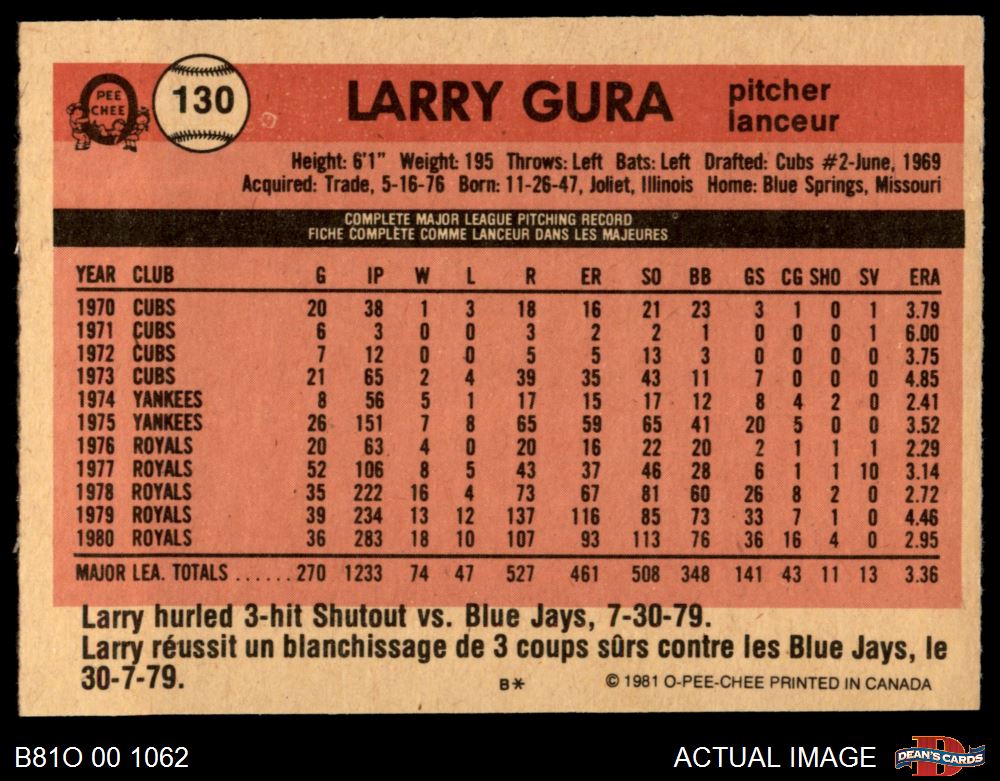 PEE
CHEE
130
LARRY GURA
pitcher
lanceur
Height: 6'1" Weight: 195 Throws: Left Bats: Left Drafted: Cubs #2-June, 1969
Acquired: Trade, 5-16-76 Born: 11-26-47, Joliet, Illinois Home: Blue Springs, Missouri
COMPLETE MAJOR LEAGUE PITCHING RECORD
FICHE COMPLÈTE COMME LANCEUR DANS LES MAJEURES
YEAR CLUB G IP W L R ER SO BB GS CG SHO SV ERA
1970 CUBS 20 38 1 3 18 16 21 23 3 1 0 1 3.79
1971 CUBS 6 3 0 0 3 2 2 1 0 0 0 1 6.00
1972 CUBS 7 12 0 0 5 5 13 3 0 0 0 0 3.75
1973 CUBS 21 65 2 4 39 35 43 11 7 0 0 0 4.85
1974 YANKEES 8 56 5 1 17 15 17 12 8 4 2 0 2.41
1975 YANKEES 26 151 7 8 65 59 65 41 20 5 0 0 3.52
1976 ROYALS 20 63 4 0 20 16 22 20 2 1 1 1 2.29
1977 ROYALS 52 106 8 5 43 37 46 28 6 1 1 10 3.14
1978 ROYALS 35 222 16 4 73 67 81 60 26 8 2 0 2.72
1979 ROYALS 39 234 13 12 137 116 85 73 33 7 1 0 4.46
1980 ROYALS 36 283 18 10 107 93 113 76 36 16 4 0 2.95
MAJOR LEA. TOTALS ......270 1233 74 47 527 461 508 348 141 43 11 13 3.36
Larry hurled 3-hit Shutout vs. Blue Jays, 7-30-79.
Larry réussit un blanchissage de 3 coups sûrs contre les Blue Jays, le
30-7-79.
B* © 1981 O-PEE-CHEE PRINTED IN CANADA
B81O 00 1062
ACTUAL IMAGE
DEAN'S CARDS